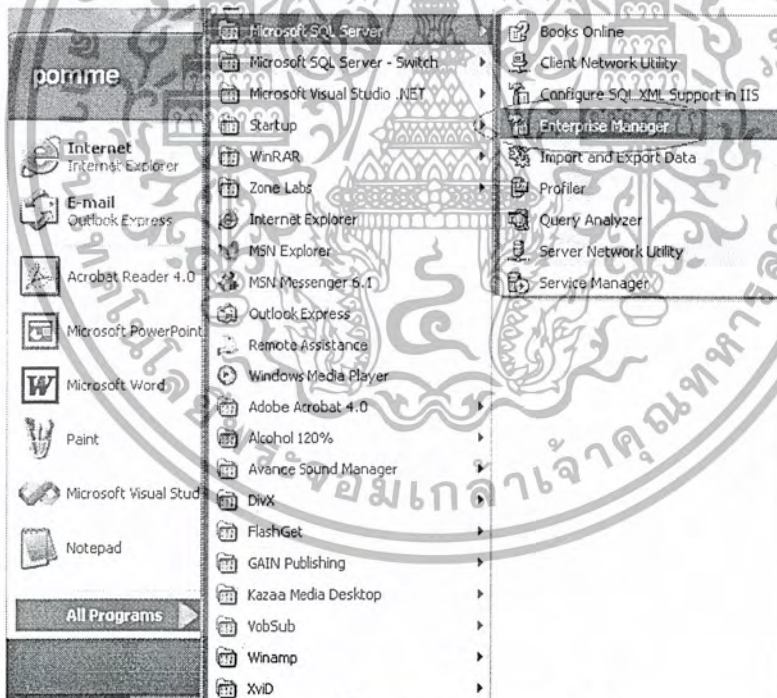 pomme
Internet
Internet Explorer
E-mail
Outlook Express
Acrobat Reader 4.0
Microsoft PowerPoint
Microsoft Word
Paint
Microsoft Visual Stud
Notepad
All Programs
Microsoft SQL Server
Microsoft SQL Server - Switch
Microsoft Visual Studio .NET
Startup
WinRAR
Zone Labs
Internet Explorer
MSN Explorer
MSN Messenger 6.1
Outlook Express
Remote Assistance
Windows Media Player
Adobe Acrobat 4.0
Alcohol 120%
Avance Sound Manager
DivX
FlashGet
GAIN Publishing
Kazaa Media Desktop
VobSub
Winamp
XviD
Books Online
Client Network Utility
Configure SQL XML Support in IIS
Enterprise Manager
Import and Export Data
Profiler
Query Analyzer
Server Network Utility
Service Manager